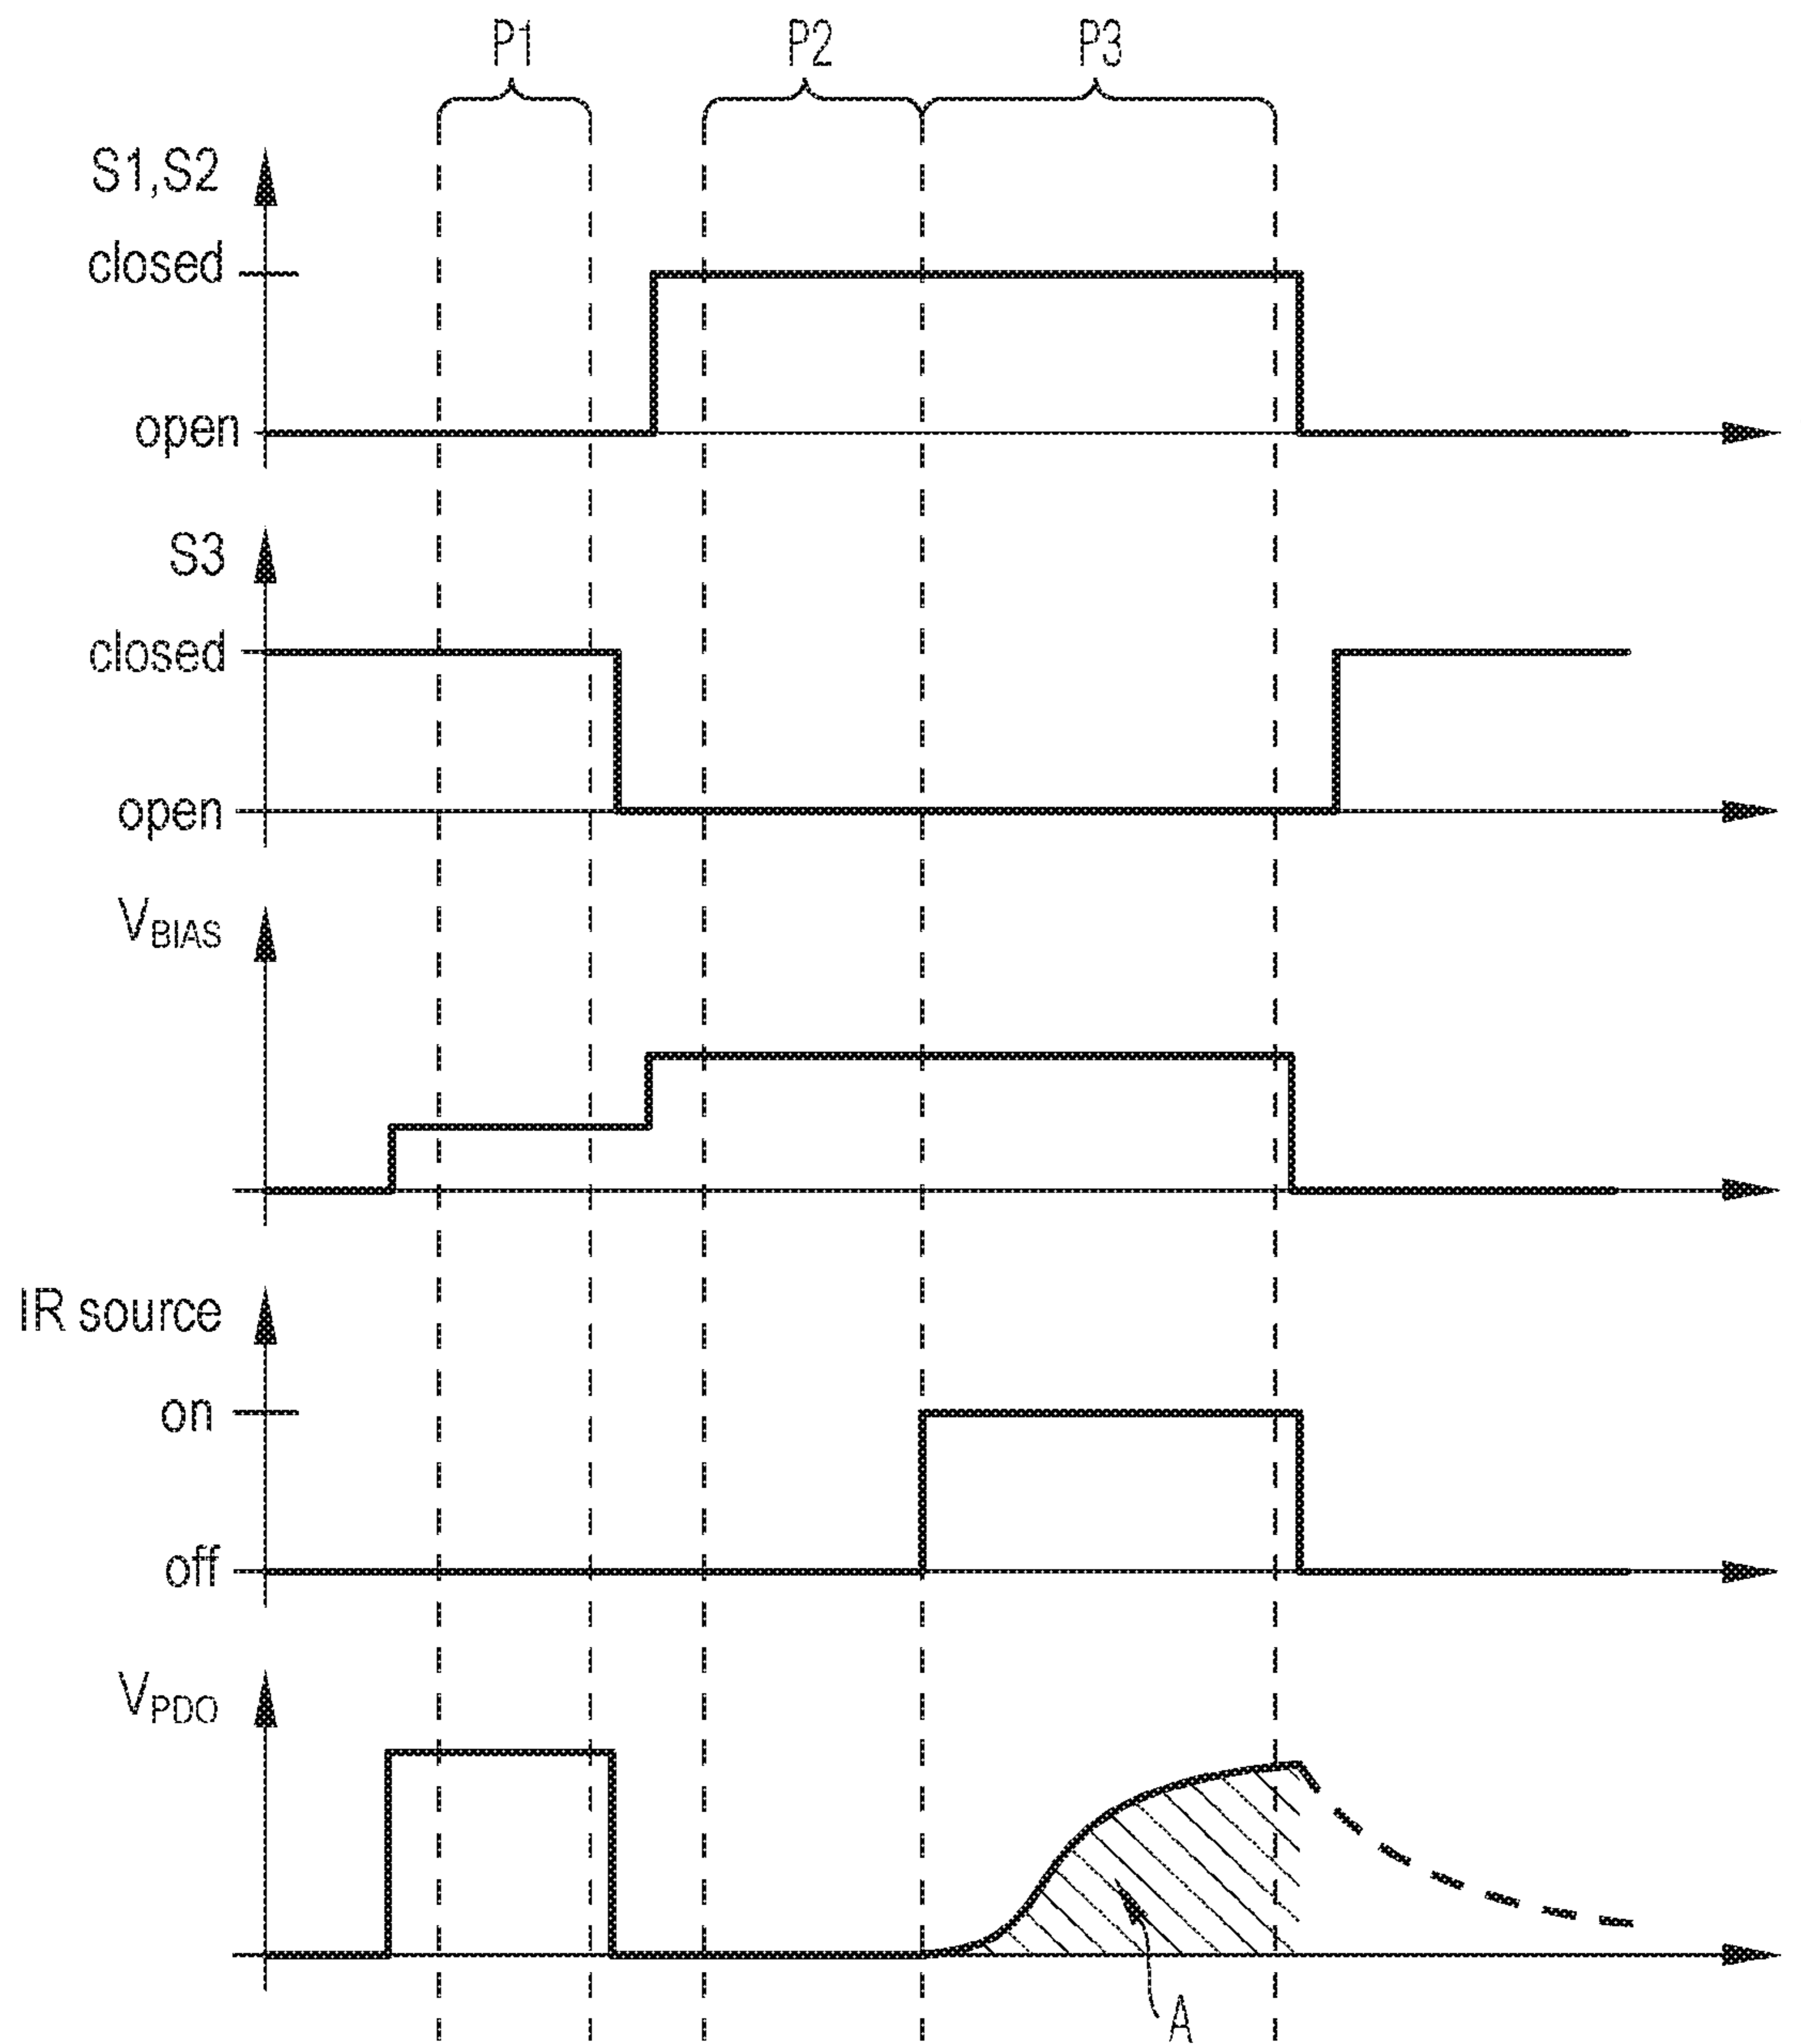 P1 P2 P3
S1,S2
closed
open
S3
closed
open
VBIAS
IR source
on
off
VPDO
A